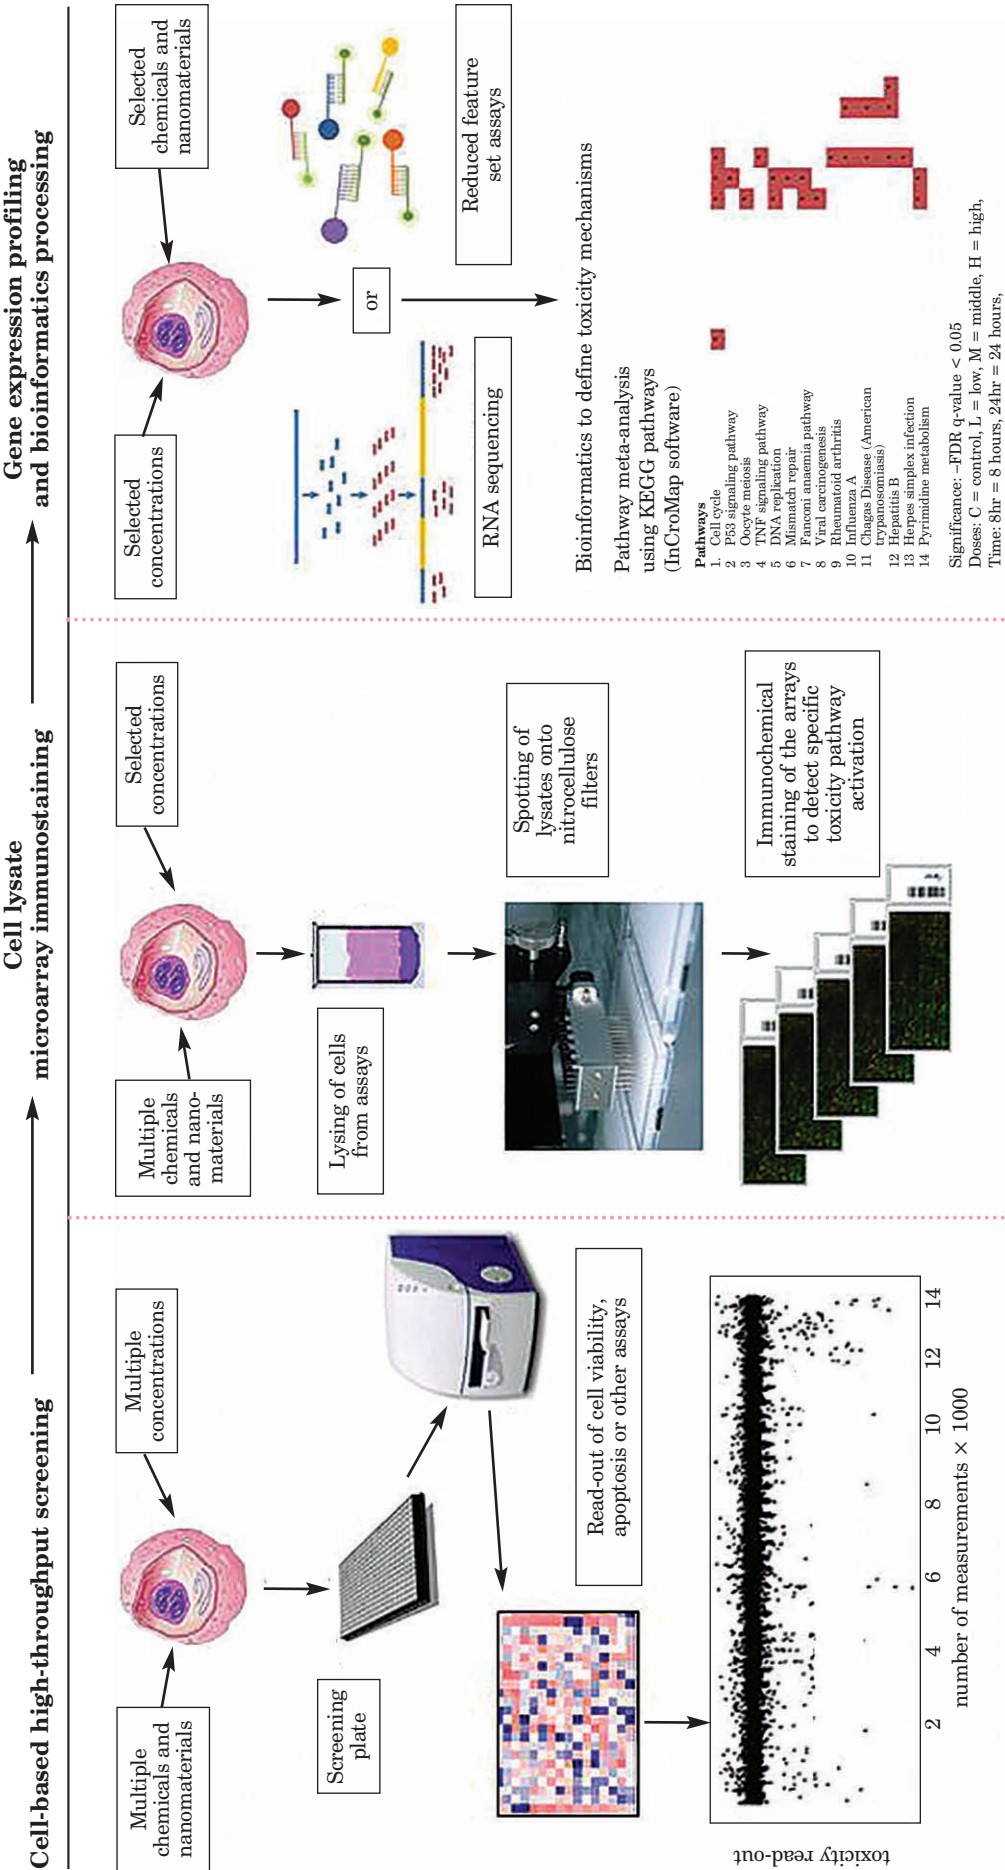 Cell-based high-throughput screening
Multiple
chemicals and
nanomaterials
Multiple
concentrations
Screening
plate
Read-out of cell viability,
apoptosis or other assays
toxicity read-out
2 4 6 8 10 12 14
number of measurements × 1000
Cell lysate
microarray immunostaining
Multiple
chemicals
and nano-
materials
Selected
concentrations
Lysing of cells
from assays
Spotting of
lysates onto
nitrocellulose
filters
Immunochemical
staining of the arrays
to detect specific
toxicity pathway
activation
Gene expression profiling
and bioinformatics processing
Selected
concentrations
Selected
chemicals and
nanomaterials
RNA sequencing
or
Reduced feature
set assays
Bioinformatics to define toxicity mechanisms
Pathway meta-analysis
using KEGG pathways
(InCroMap software)
Pathways
1. Cell cycle
2 P53 signaling pathway
3 Oocyte meiosis
4 TNF signaling pathway
5 DNA replication
6 Mismatch repair
7 Fanconi anaemia pathway
8 Viral carcinogenesis
9 Rheumatoid arthritis
10 Influenza A
11 Chagas Disease (American
trypanosomiasis)
12 Hepatitis B
13 Herpes simplex infection
14 Pyrimidine metabolism
Significance: –FDR q-value < 0.05
Doses: C = control, L = low, M = middle, H = high,
Time: 8hr = 8 hours, 24hr = 24 hours,